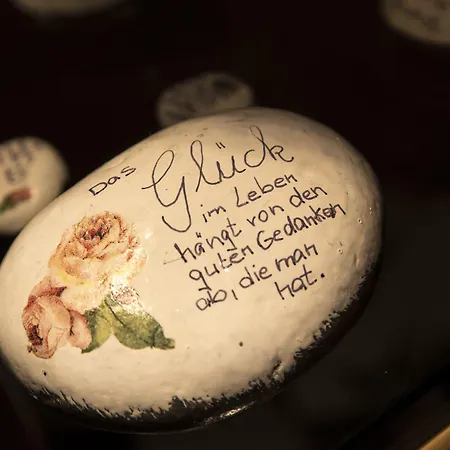 Das Glück
im Leben
hängt von den
guten Gedanken
ab, die man
hat.